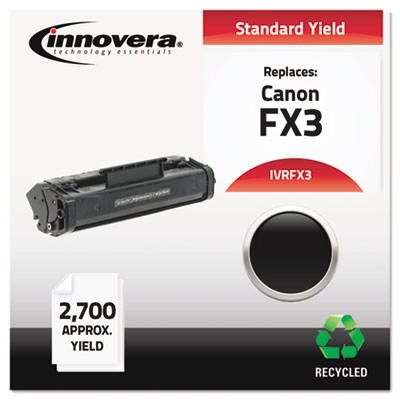 innovera
technology essentials
Standard Yield
Replaces:
Canon
FX3
IVRFX3
2,700
APPROX.
YIELD
RECYCLED